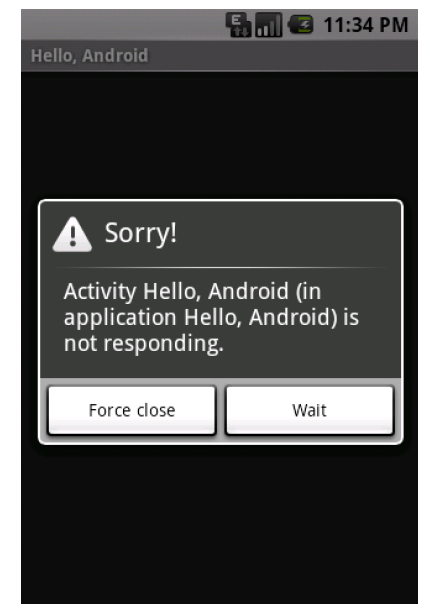 E 11:34 PM
Hello, Android
Sorry!
Activity Hello, Android (in
application Hello, Android) is
not responding.
Force close
Wait